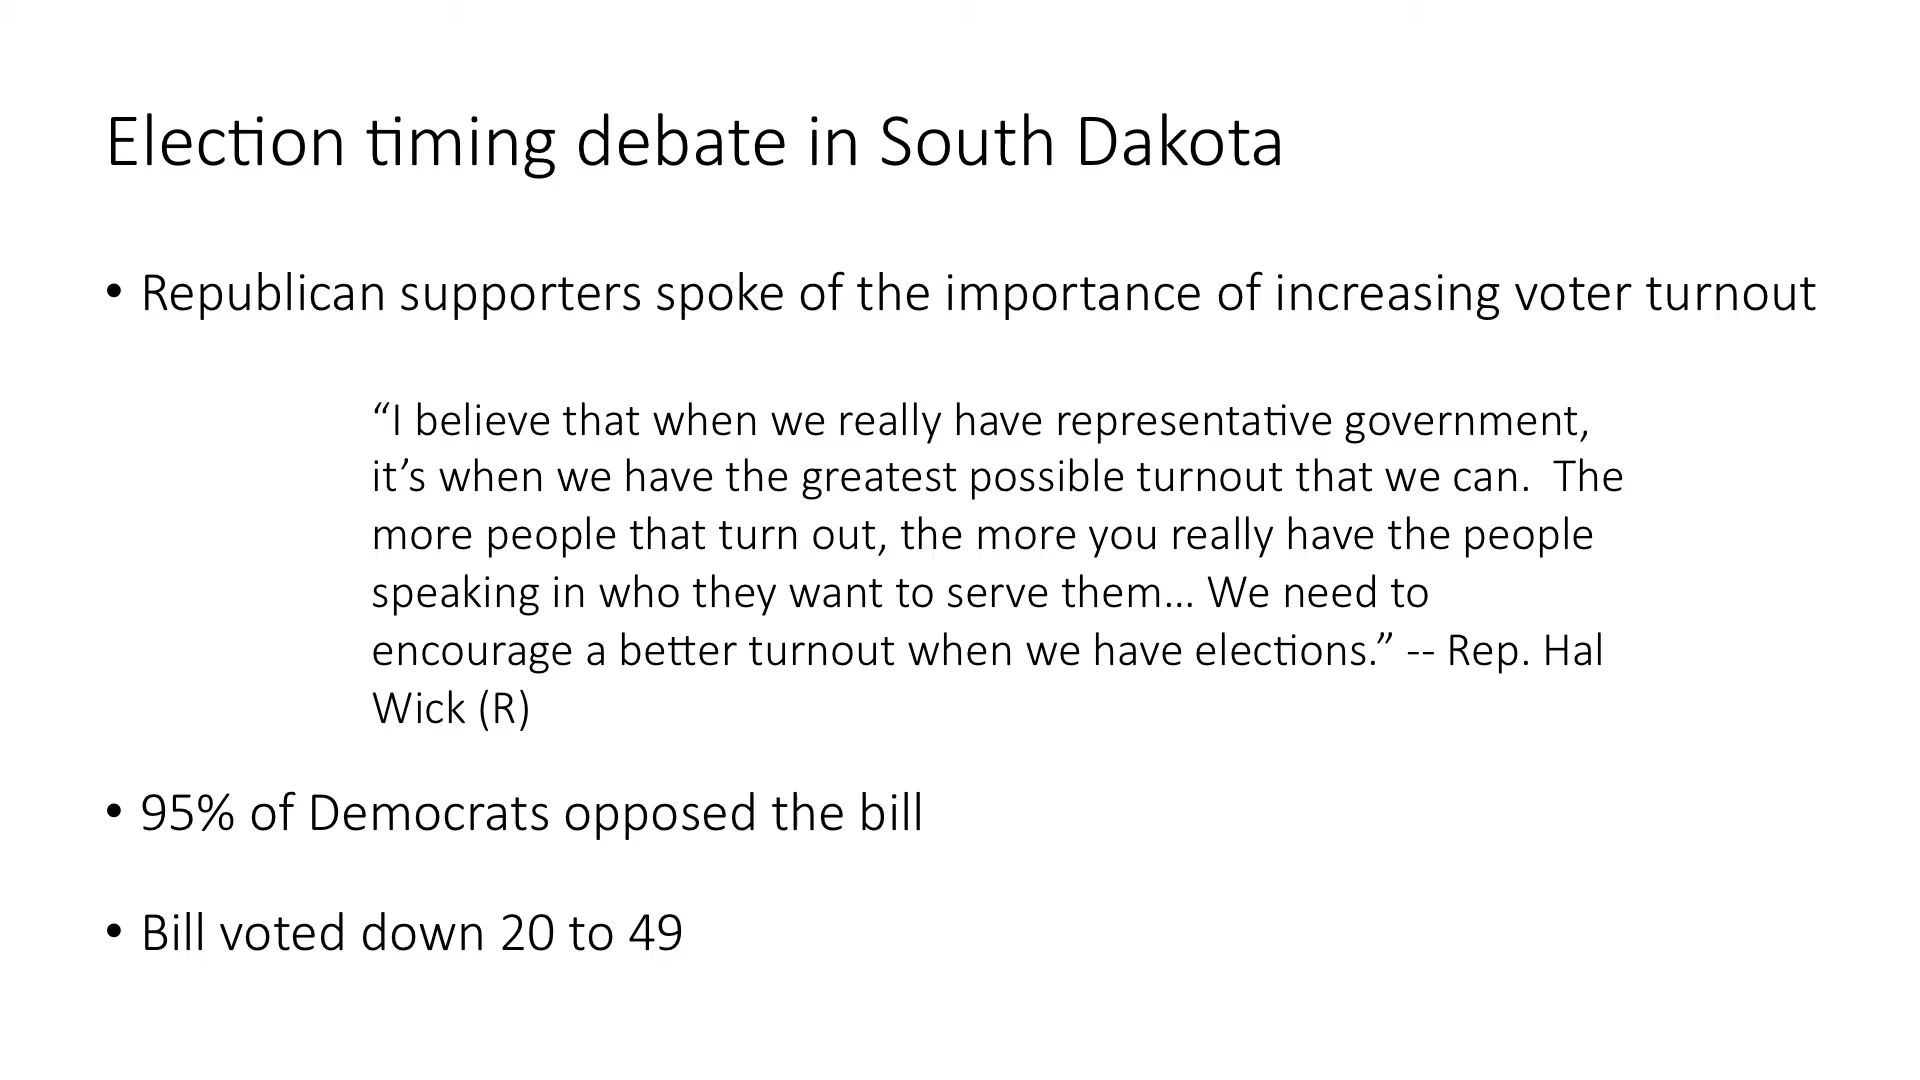 Election timing debate in South Dakota
• Republican supporters spoke of the importance of increasing voter turnout
“I believe that when we really have representative government,
it’s when we have the greatest possible turnout that we can.  The
more people that turn out, the more you really have the people
speaking in who they want to serve them… We need to
encourage a better turnout when we have elections.” -- Rep. Hal
Wick (R)
• 95% of Democrats opposed the bill
• Bill voted down 20 to 49